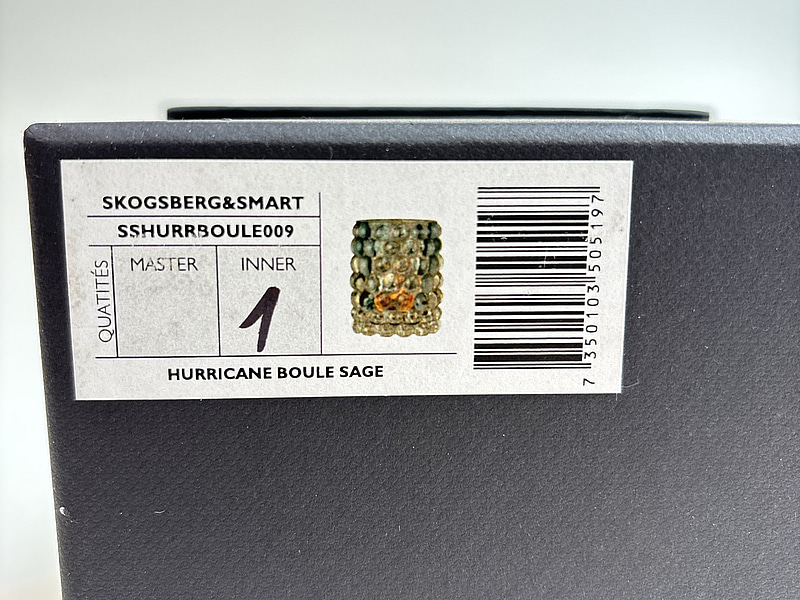 SKOGSBERG&SMART
SSHURRBOULE009
QUATITÉS
MASTER
INNER
1
HURRICANE BOULE SAGE
7 350103 505197